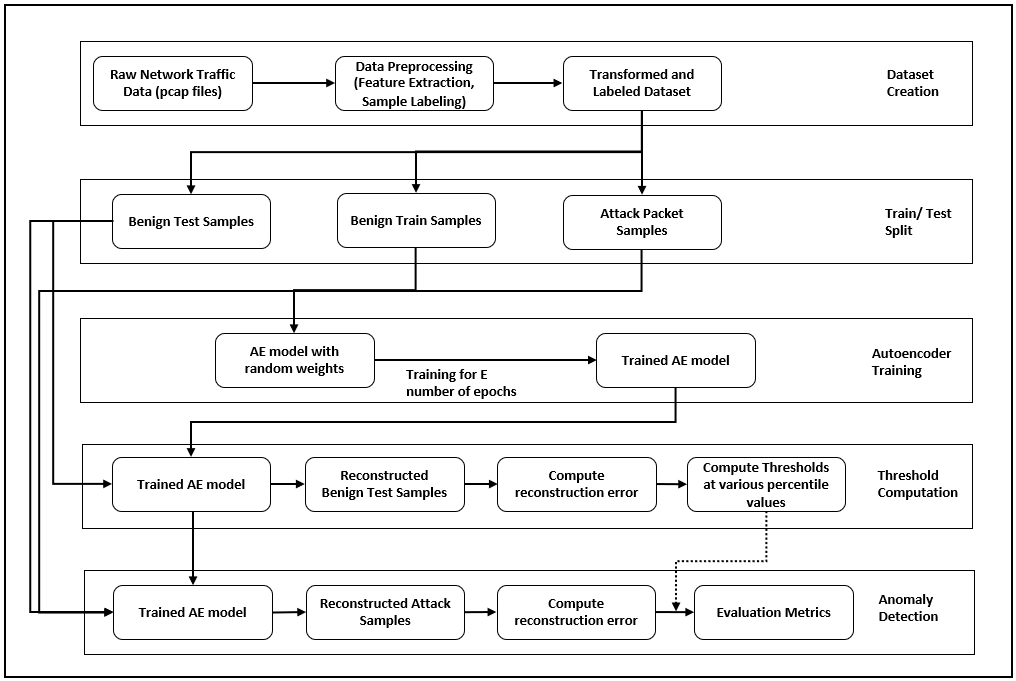 Raw Network Traffic
Data (pcap files)
Data Preprocessing
(Feature Extraction,
Sample Labeling)
Transformed and
Labeled Dataset
Dataset
Creation
Benign Test Samples
Benign Train Samples
Attack Packet
Samples
Train/ Test
Split
AE model with
random weights
Training for E
number of epochs
Trained AE model
Autoencoder
Training
Trained AE model
Reconstructed
Benign Test Samples
Compute
reconstruction error
Compute Thresholds
at various percentile
values
Threshold
Computation
Trained AE model
Reconstructed Attack
Samples
Compute
reconstruction error
Evaluation Metrics
Anomaly
Detection